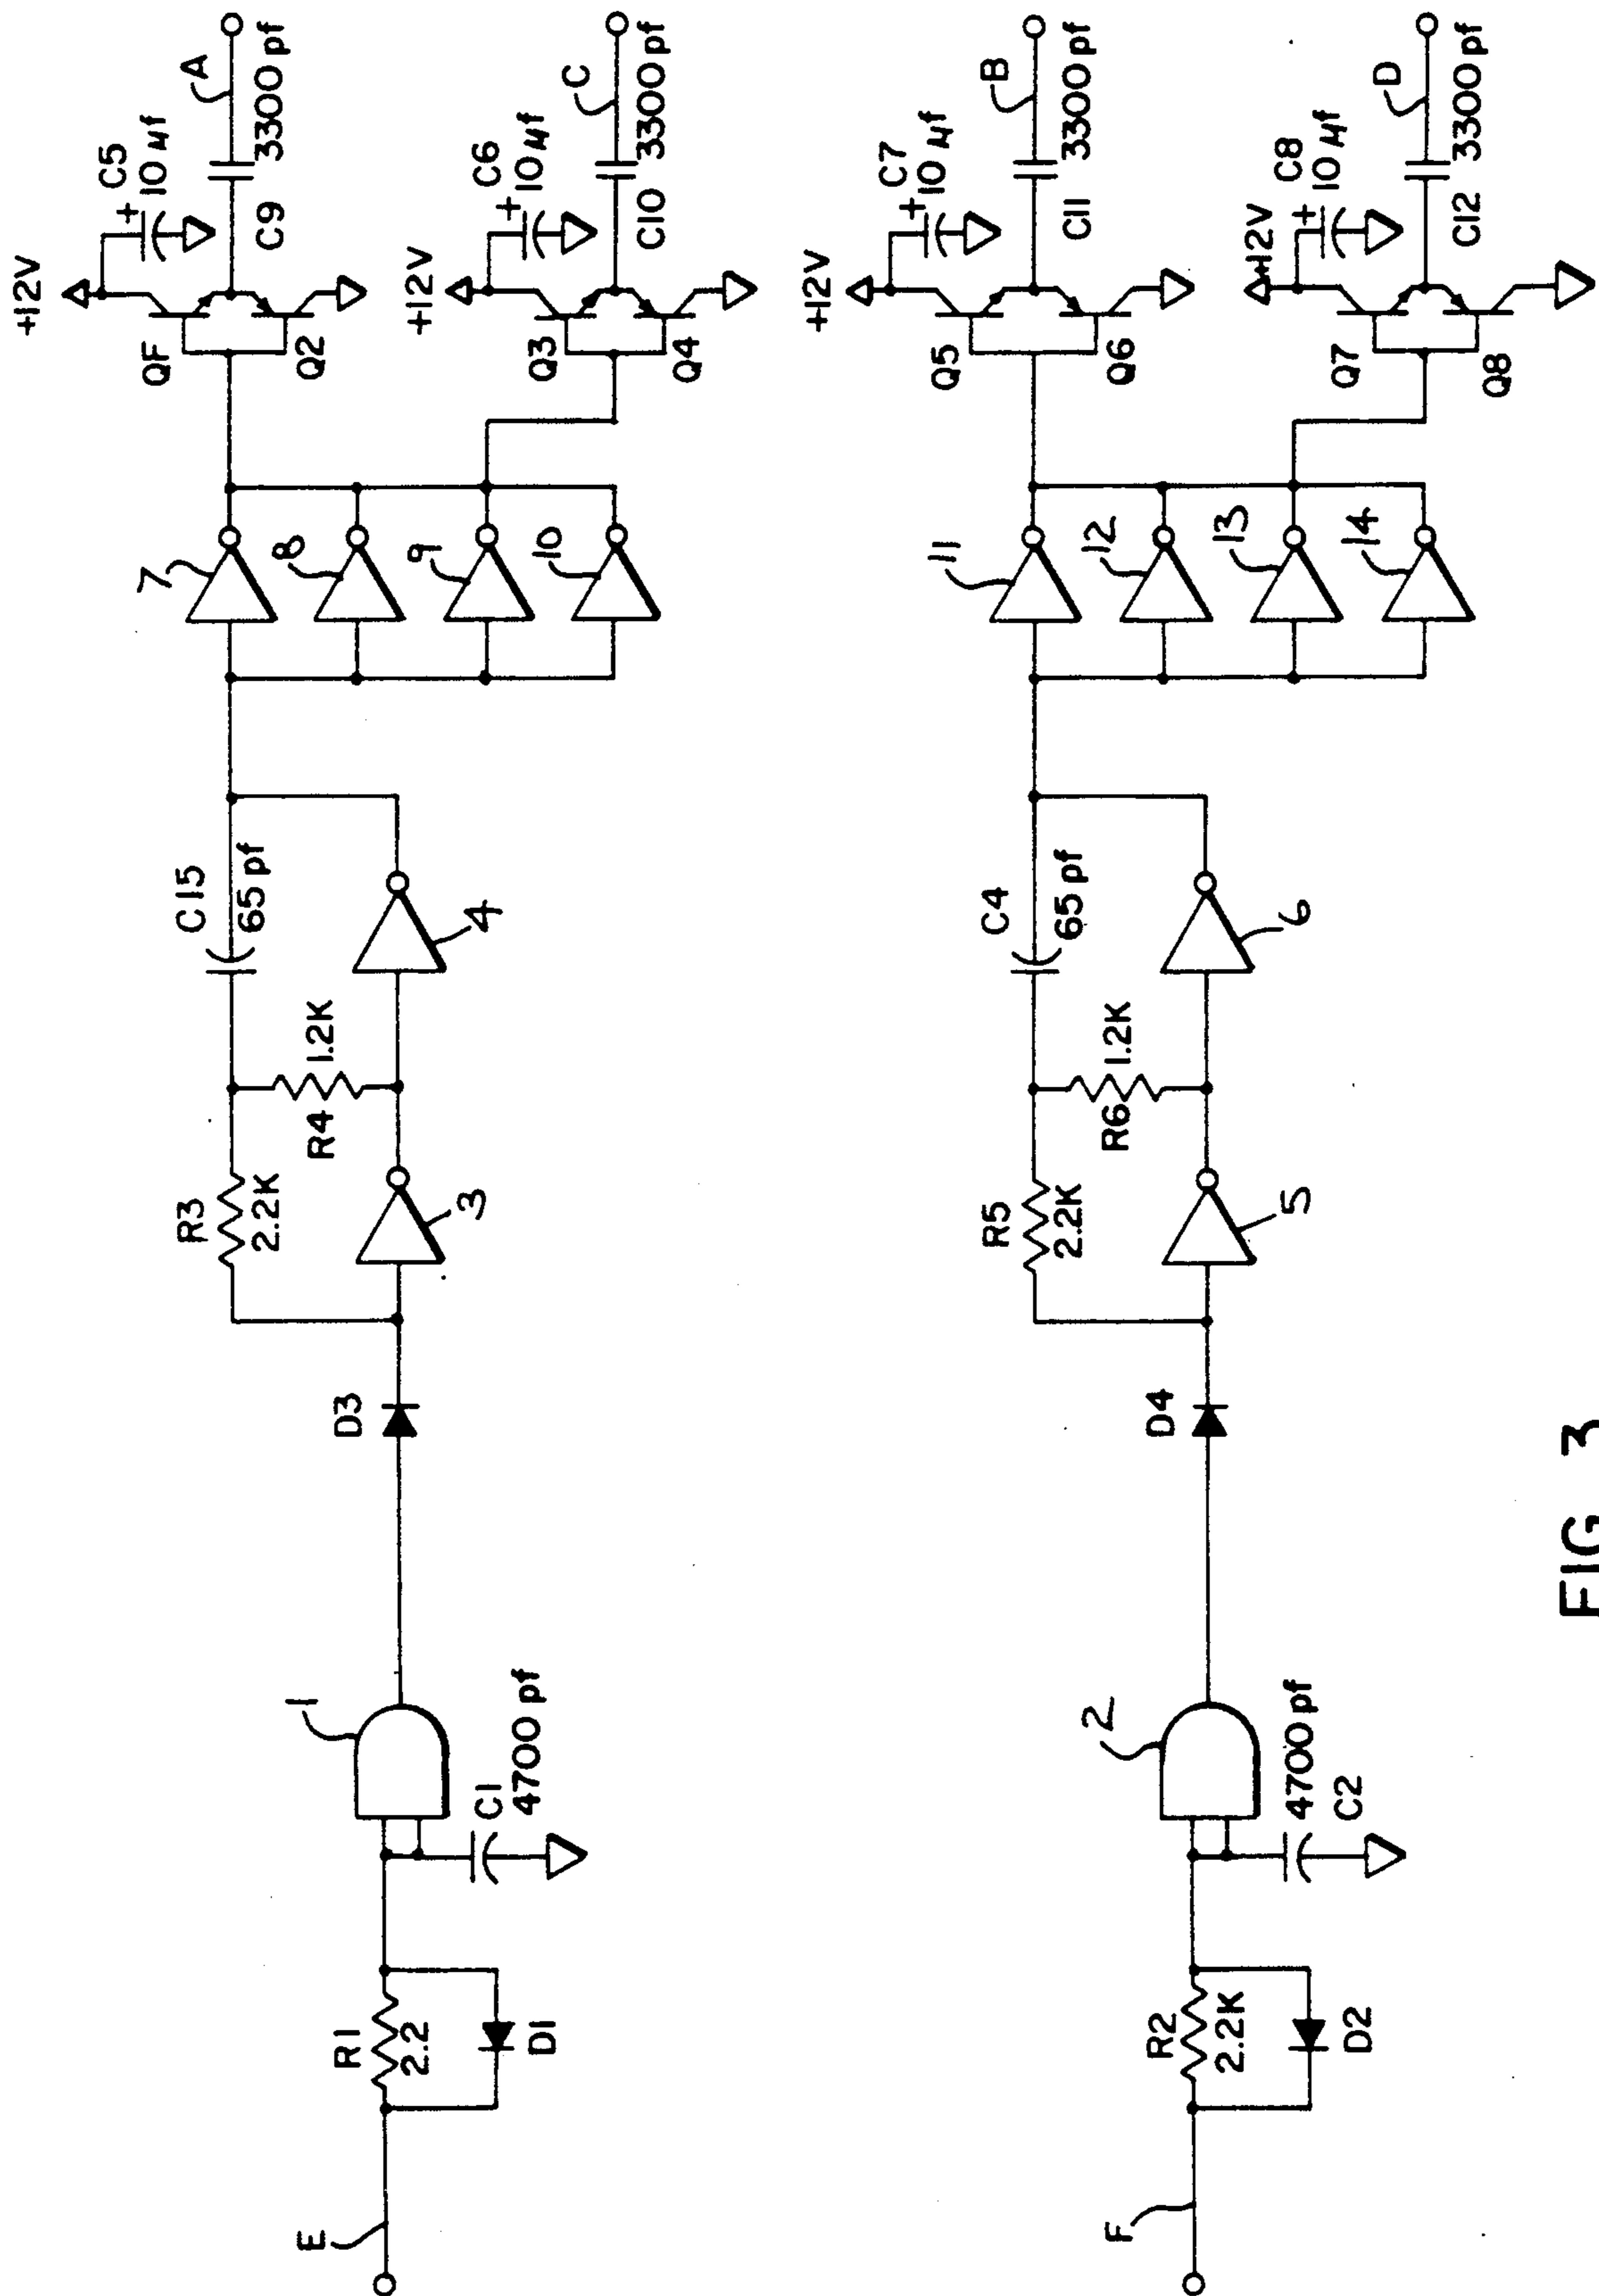 E
R1
2.2
D1
C1
4700 pf
1
D3
R3
2.2K
3
R4
1.2K
C15
65 pf
4
7
8
9
10
QF
Q2
+12V
C5
+
10 µf
A
C9
3300 pf
Q3
Q4
+12V
C6
+
10 µf
C
C10
3300 pf
F
R2
2.2K
D2
4700 pf
C2
2
D4
R5
2.2K
5
R6
1.2K
C4
65 pf
6
11
12
13
14
Q5
Q6
+12V
C7
+
10 µf
B
C11
3300 pf
Q7
Q8
+12V
C8
+
10 µf
D
C12
3300 pf
FIG 3